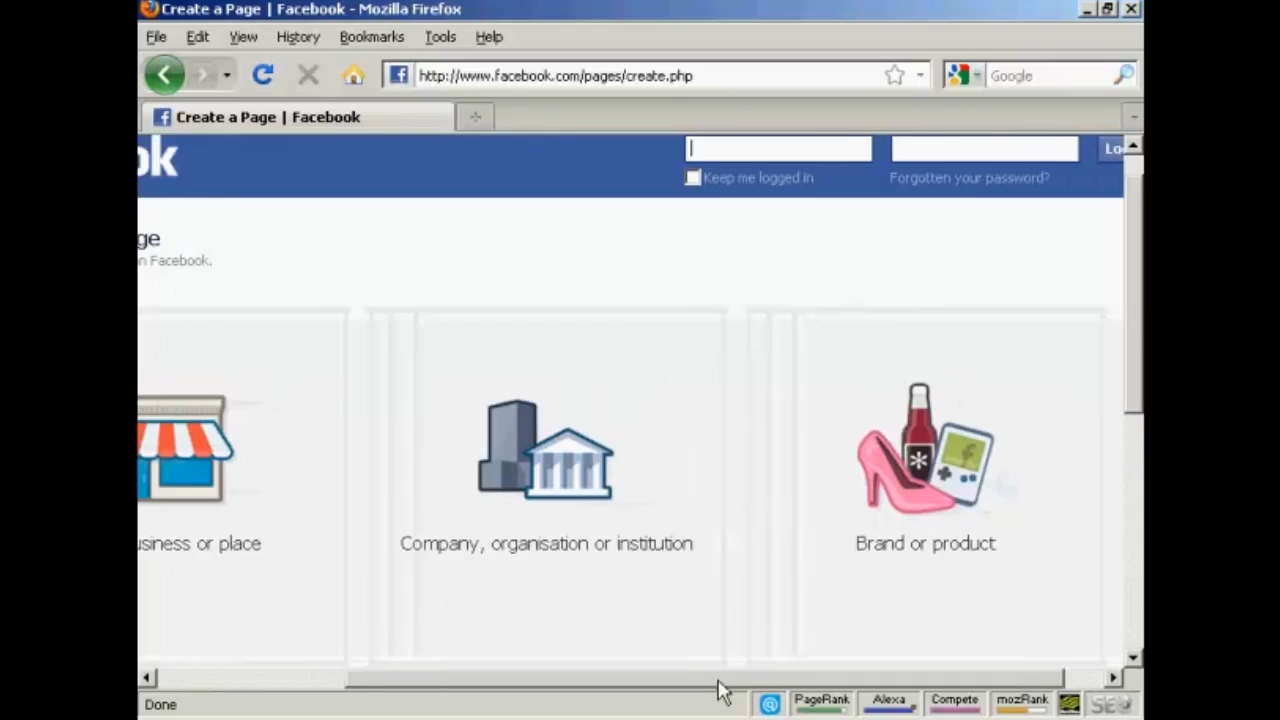 Create a Page | Facebook - Mozilla Firefox
File Edit View History Bookmarks Tools Help
http://www.facebook.com/pages/create.php Google
Create a Page | Facebook
ok
Lo
Keep me logged in Forgotten your password?
ge
n Facebook.
usiness or place Company, organisation or institution Brand or product
Done PageRank Alexa Compete mozRank SEO